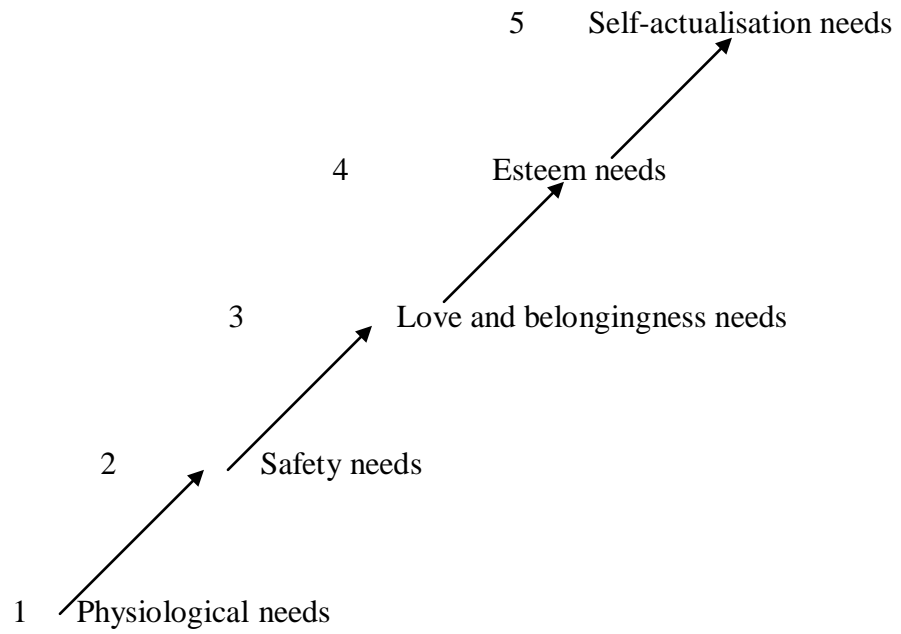 5 Self-actualisation needs
4 Esteem needs
3 Love and belongingness needs
2 Safety needs
1 Physiological needs